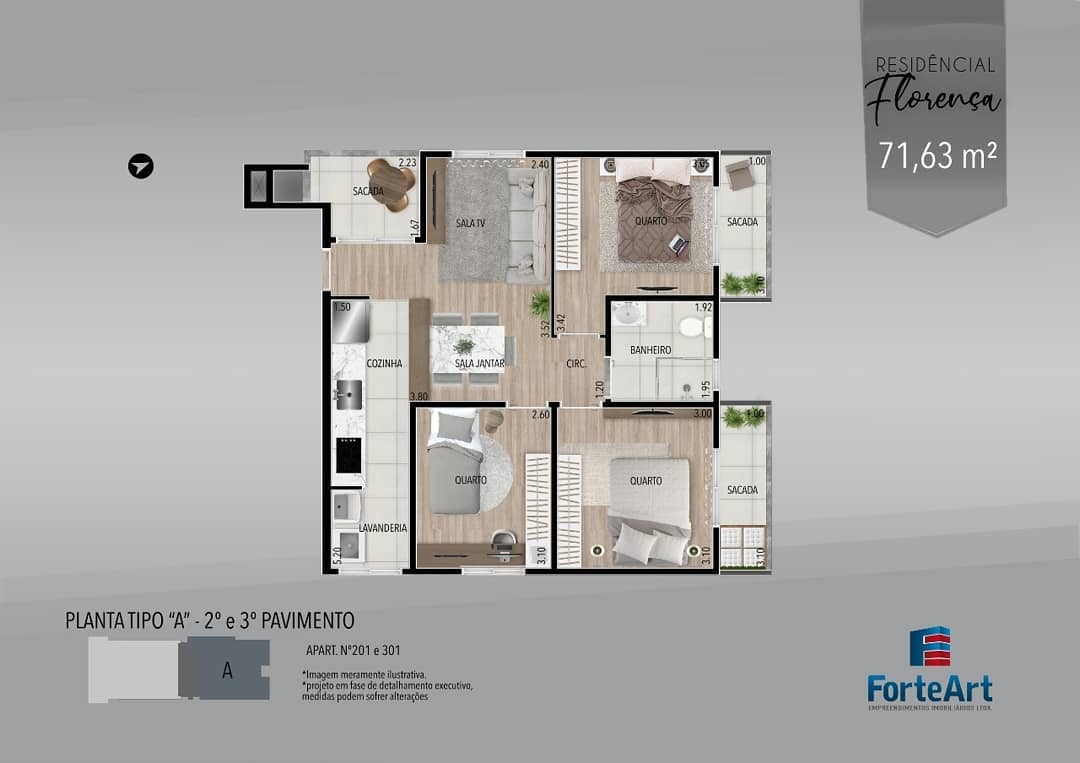 RESIDÊNCIAL
Florença
71,63 m²
2.23
SACADA
1.67
2.40
SALA TV
3.05
QUARTO
1.00
SACADA
3.10
1.50
COZINHA
3.52
3.42
SALA JANTAR
3.80
CIRC.
1.20
1.92
BANHEIRO
1.95
2.60
QUARTO
3.10
3.00
QUARTO
3.10
1.00
SACADA
3.10
LAVANDERIA
5.20
PLANTA TIPO “A” - 2º e 3º PAVIMENTO
A
APART. Nº201 e 301
*Imagem meramente ilustrativa.
*projeto em fase de detalhamento executivo,
medidas podem sofrer alterações
ForteArt
EMPREENDIMENTOS IMOBILIÁRIOS LTDA.